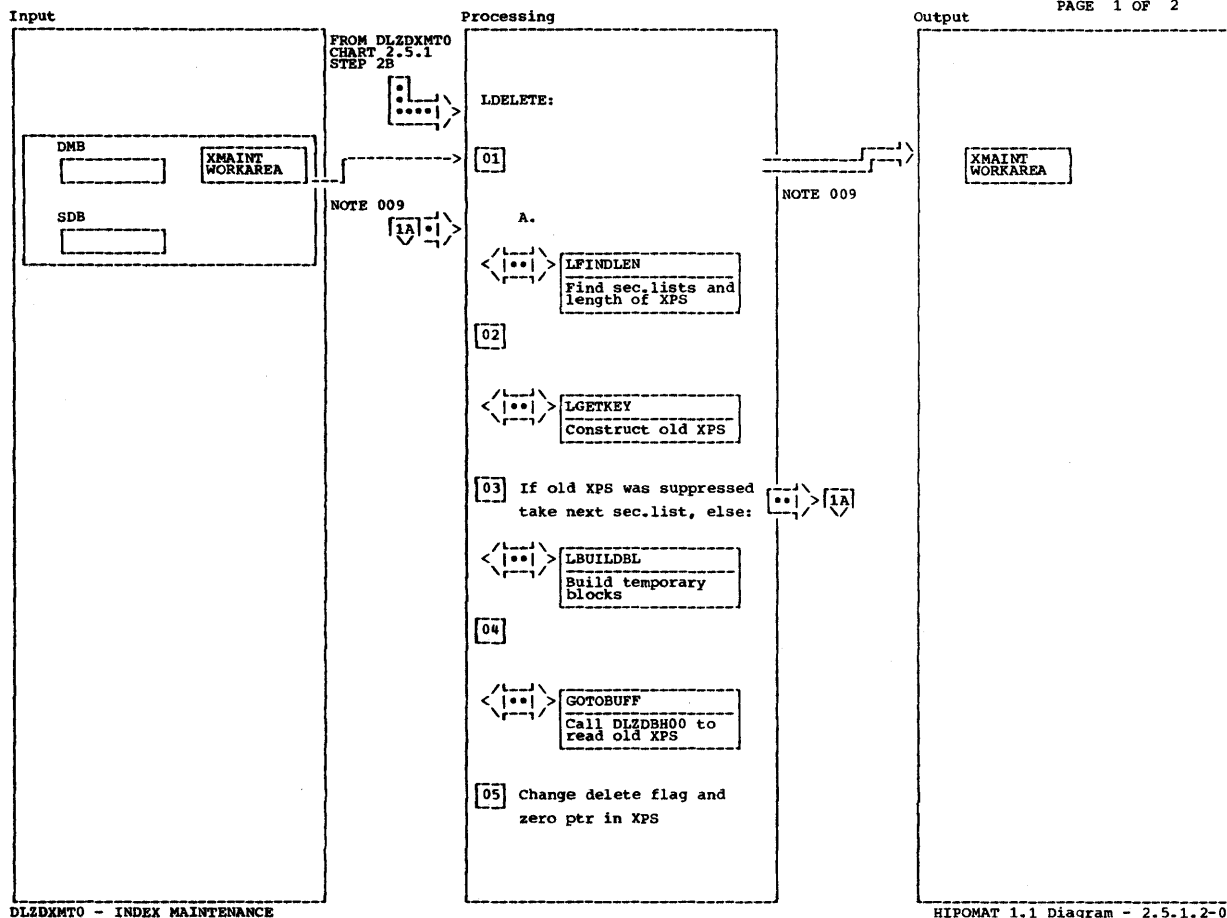 PAGE 1 OF 2
Input
Processing
Output
FROM DLZDXMT0
CHART 2.5.1
STEP 2B
LDELETE:
DMB
XMAINT
WORKAREA
01
XMAINT
WORKAREA
NOTE 009
NOTE 009
SDB
1A
A.
LFINDLEN
Find sec.lists and
length of XPS
02
LGETKEY
Construct old XPS
03 If old XPS was suppressed
take next sec.list, else:
1A
LBUILDBL
Build temporary
blocks
04
GOTOBUFF
Call DLZDBH00 to
read old XPS
05 Change delete flag and
zero ptr in XPS
DLZDXMT0 - INDEX MAINTENANCE
HIPOMAT 1.1 Diagram - 2.5.1.2-0